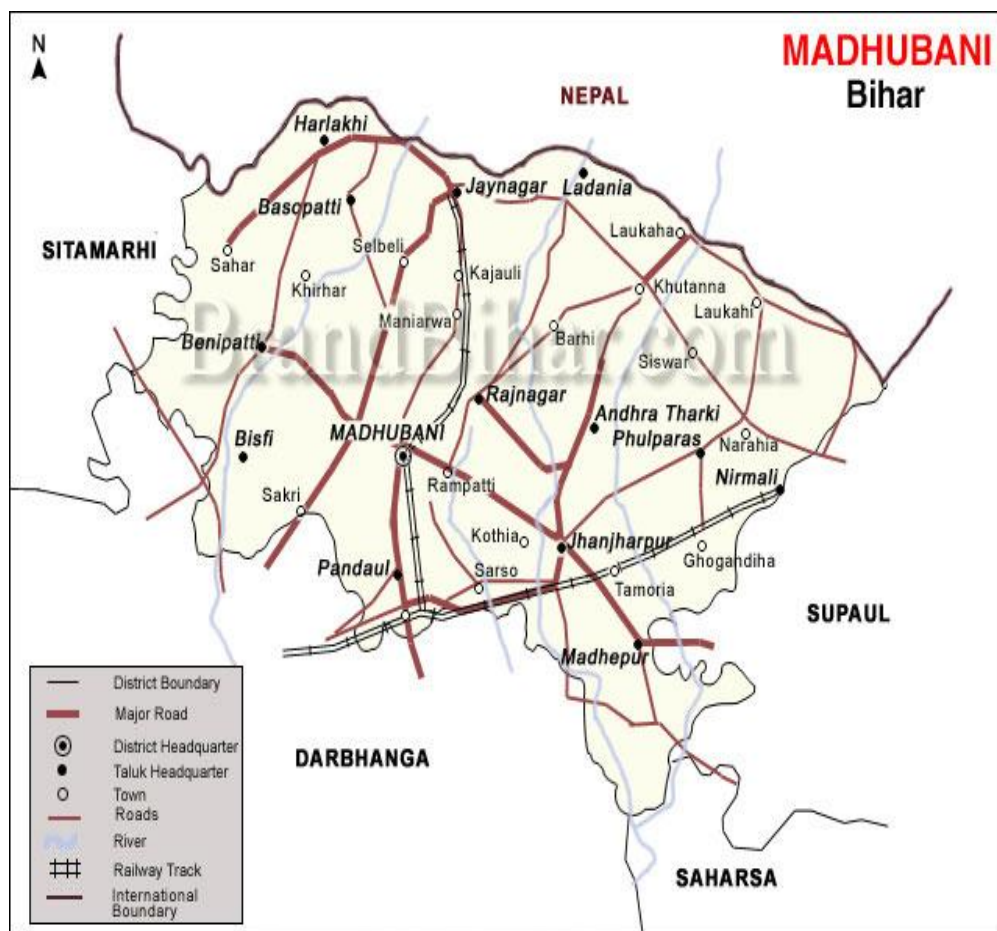 MADHUBANI
Bihar
N
NEPAL
Harlakhi
Jaynagar
Ladania
Basopatti
Laukaha
SITAMARHI
Selbeli
Sahar
Khirhar
Kajauli
Khutanna
Laukahi
Maniarwa
BrandBihar.com
Barhi
Benipatti
Siswar
Rajnagar
Andhra Tharki
MADHUBANI
Phulparas
Bisfi
Narahia
Rampatti
Nirmali
Sakri
Kothia
Jhanjharpur
Ghogandiha
Pandaul
Sarso
Tamoria
SUPAUL
Madhepur
DARBHANGA
SAHARSA
District Boundary
Major Road
District Headquarter
Taluk Headquarter
Town
Roads
River
Railway Track
International
Boundary